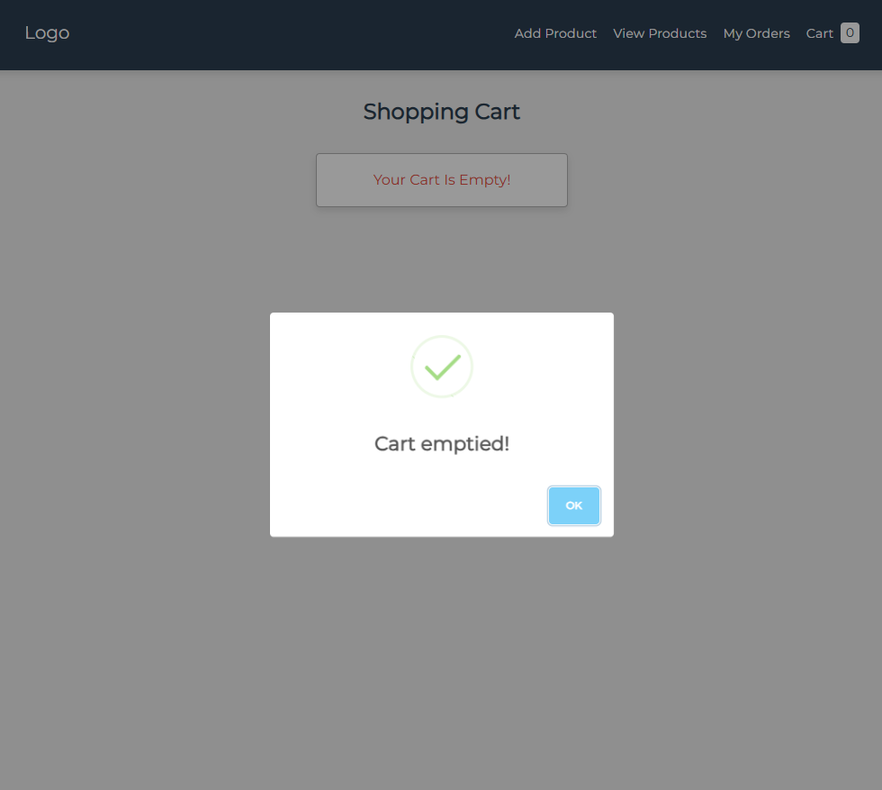 Logo
Add Product View Products My Orders Cart 0
Shopping Cart
Your Cart Is Empty!
Cart emptied!
OK